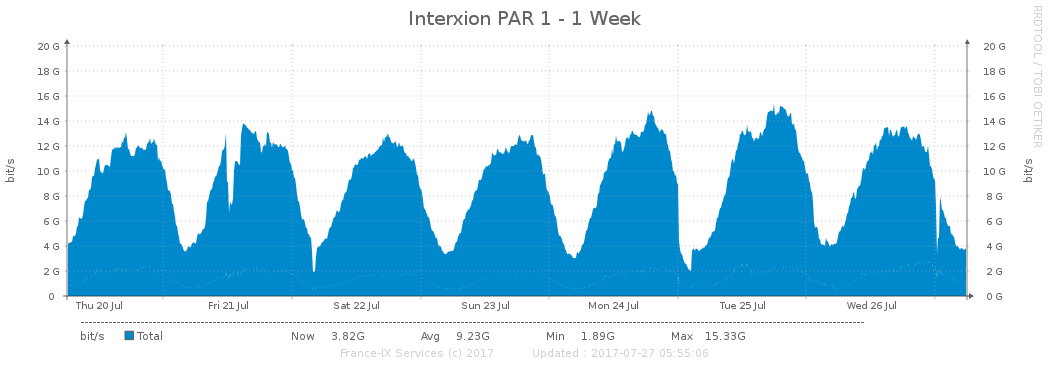 Interxion PAR 1 - 1 Week
RRDTOOL / TOBI OETIKER
bit/s
20 G 20 G
18 G 18 G
16 G 16 G
14 G 14 G
12 G 12 G
10 G 10 G
8 G 8 G
6 G 6 G
4 G 4 G
2 G 2 G
0 0 G
bit/s
Thu 20 Jul Fri 21 Jul Sat 22 Jul Sun 23 Jul Mon 24 Jul Tue 25 Jul Wed 26 Jul
bit/s Total Now 3.82G Avg 9.23G Min 1.89G Max 15.33G
France-IX Services (c) 2017 Updated : 2017-07-27 05:55:06